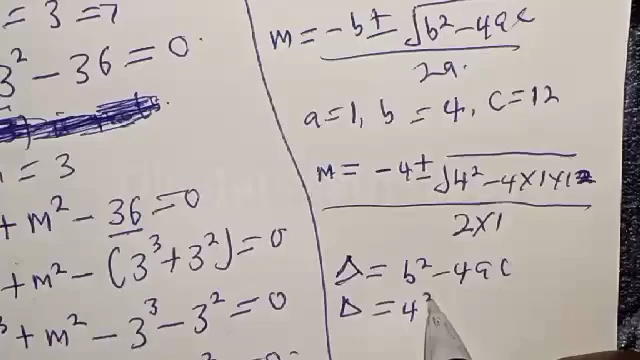 = 3 =7
3² - 36 = 0.
= 3
+ m² - 36 = 0
+ m² - (3³ + 3²) = 0
³ + m² - 3³ - 3² = 0
m = -b ± √b² - 4ac
2a.
a = 1, b = 4, c = 12
m = -4 ± √4² - 4×1×12
2×1
Δ = b² - 4ac
Δ = 4²